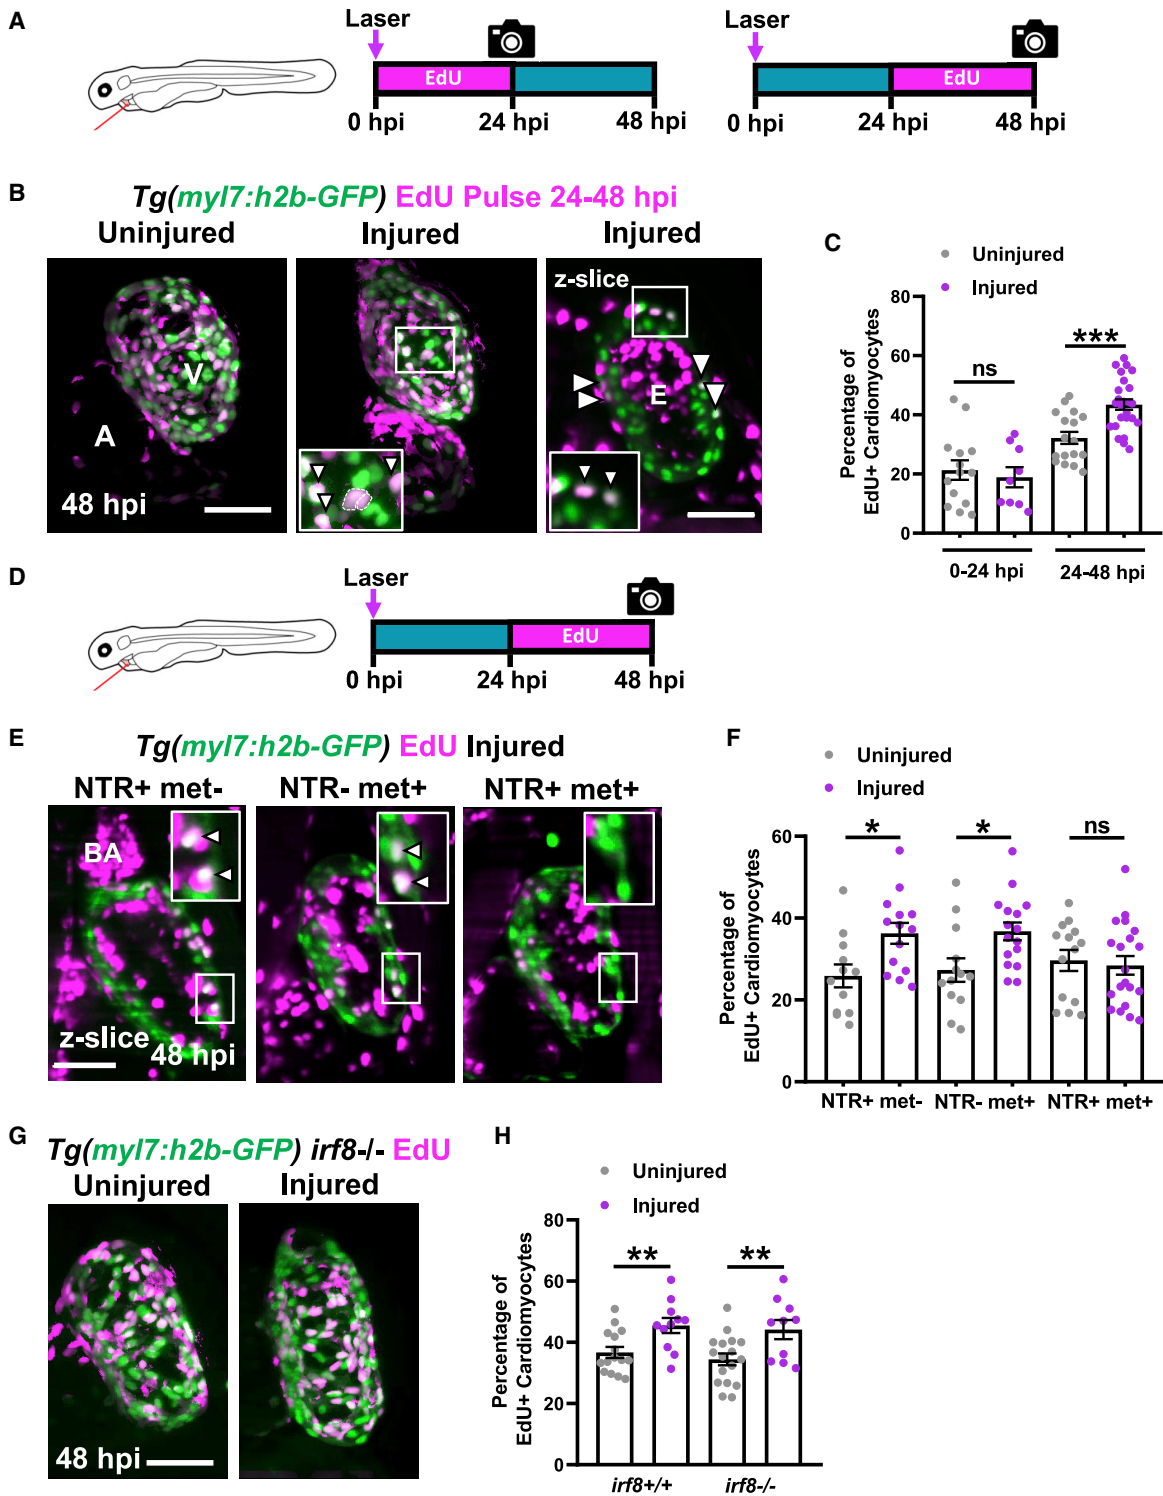 A
Laser
EdU
0 hpi
24 hpi
48 hpi
Laser
EdU
0 hpi
24 hpi
48 hpi
B
Tg(myl7:h2b-GFP) EdU Pulse 24-48 hpi
Uninjured
Injured
Injured
V
A
48 hpi
z-slice
E
C
Uninjured
Injured
Percentage of
EdU+ Cardiomyocytes
80
60
40
20
0
ns
***
0-24 hpi
24-48 hpi
D
Laser
EdU
0 hpi
24 hpi
48 hpi
E
Tg(myl7:h2b-GFP) EdU Injured
NTR+ met-
NTR- met+
NTR+ met+
BA
z-slice
48 hpi
F
Uninjured
Injured
Percentage of
EdU+ Cardiomyocytes
60
40
20
0
*
*
ns
NTR+ met-
NTR- met+
NTR+ met+
G
Tg(myl7:h2b-GFP) irf8-/- EdU
Uninjured
Injured
48 hpi
H
Uninjured
Injured
Percentage of
EdU+ Cardiomyocytes
80
60
40
20
0
**
**
irf8+/+
irf8-/-